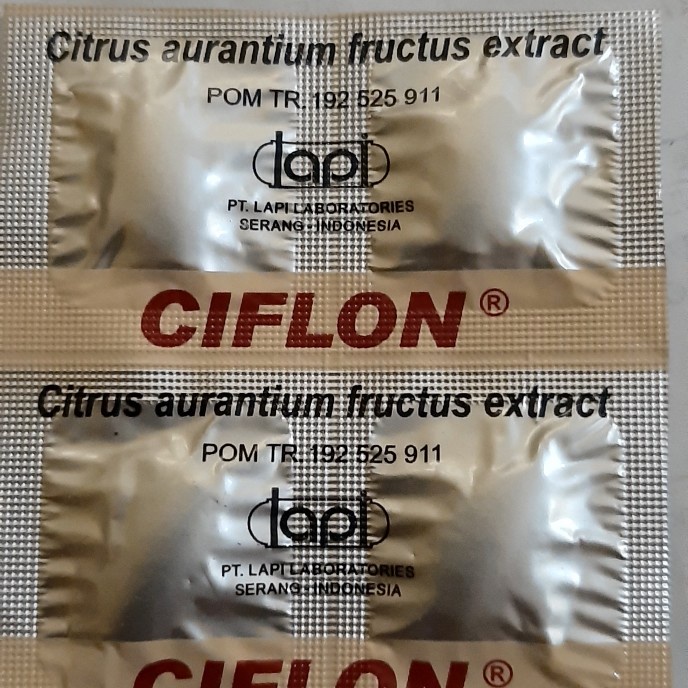 Citrus aurantium fructus extract
POM TR. 192 525 911
lapi
PT. LAPI LABORATORIES
SERANG - INDONESIA
CIFLON ®
Citrus aurantium fructus extract
POM TR. 192 525 911
lapi
PT. LAPI LABORATORIES
SERANG - INDONESIA
CIFLON ®